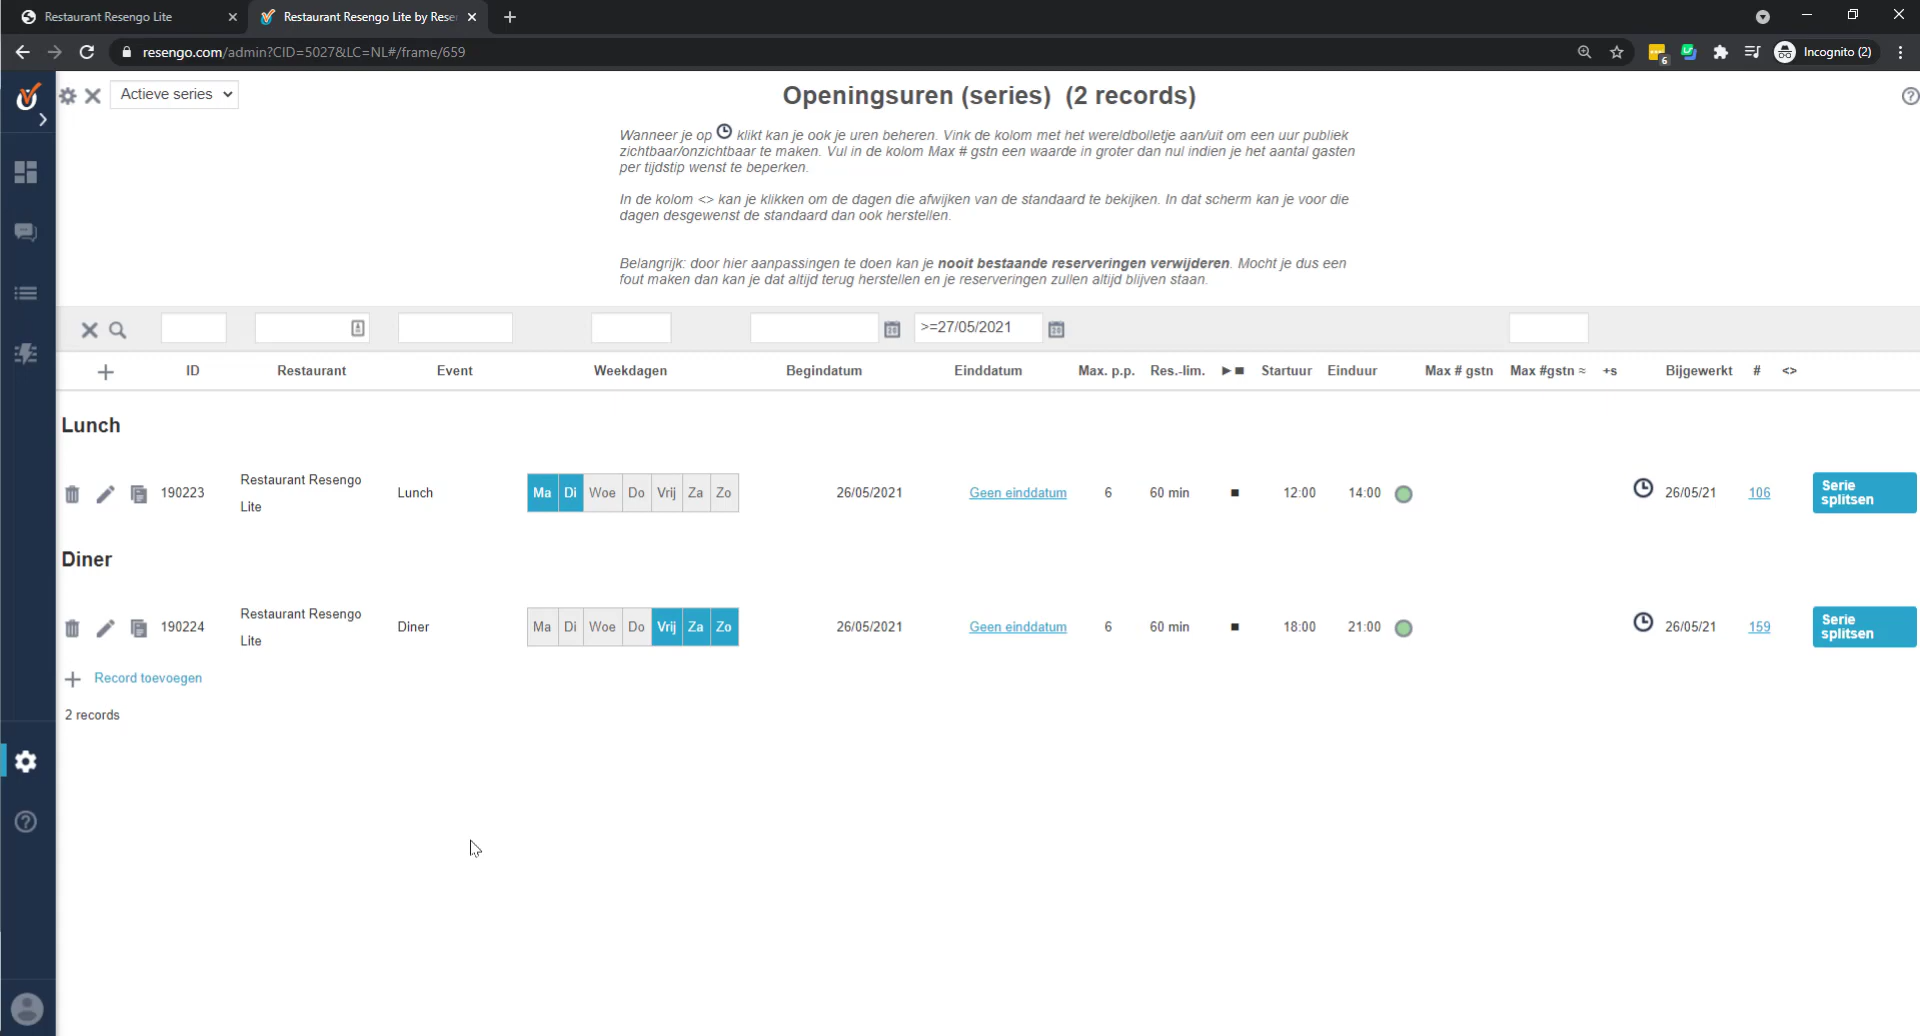 Restaurant Resengo Lite
Restaurant Resengo Lite by Rese
resengo.com/admin?CID=5027&LC=NL#/frame/659
6
Incognito (2)
Actieve series
Openingsuren (series) (2 records)
Wanneer je op klikt kan je ook je uren beheren. Vink de kolom met het wereldbolletje aan/uit om een uur publiek
zichtbaar/onzichtbaar te maken. Vul in de kolom Max # gstn een waarde in groter dan nul indien je het aantal gasten
per tijdstip wenst te beperken.
In de kolom <> kan je klikken om de dagen die afwijken van de standaard te bekijken. In dat scherm kan je voor die
dagen desgewenst de standaard dan ook herstellen.
Belangrijk: door hier aanpassingen te doen kan je nooit bestaande reserveringen verwijderen. Mocht je dus een
fout maken dan kan je dat altijd terug herstellen en je reserveringen zullen altijd blijven staan.
>=27/05/2021
ID Restaurant Event Weekdagen Begindatum Einddatum Max. p.p. Res.-lim. ►■ Startuur Einduur Max # gstn Max #gstn ≈ +s Bijgewerkt # <>
Lunch
190223 Restaurant Resengo Lite Lunch Ma Di Woe Do Vrij Za Zo 26/05/2021 Geen einddatum 6 60 min ■ 12:00 14:00 26/05/21 106 Serie splitsen
Diner
190224 Restaurant Resengo Lite Diner Ma Di Woe Do Vrij Za Zo 26/05/2021 Geen einddatum 6 60 min ■ 18:00 21:00 26/05/21 159 Serie splitsen
Record toevoegen
2 records